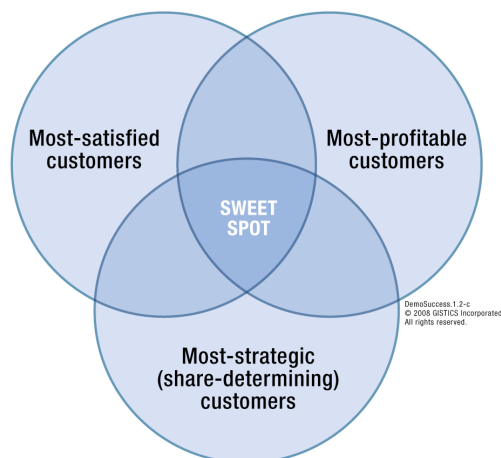 Most-satisfied
customers
Most-profitable
customers
SWEET
SPOT
DemoSuccess.1.2-c
© 2008 GISTICS Incorporated
All rights reserved.
Most-strategic
(share-determining)
customers